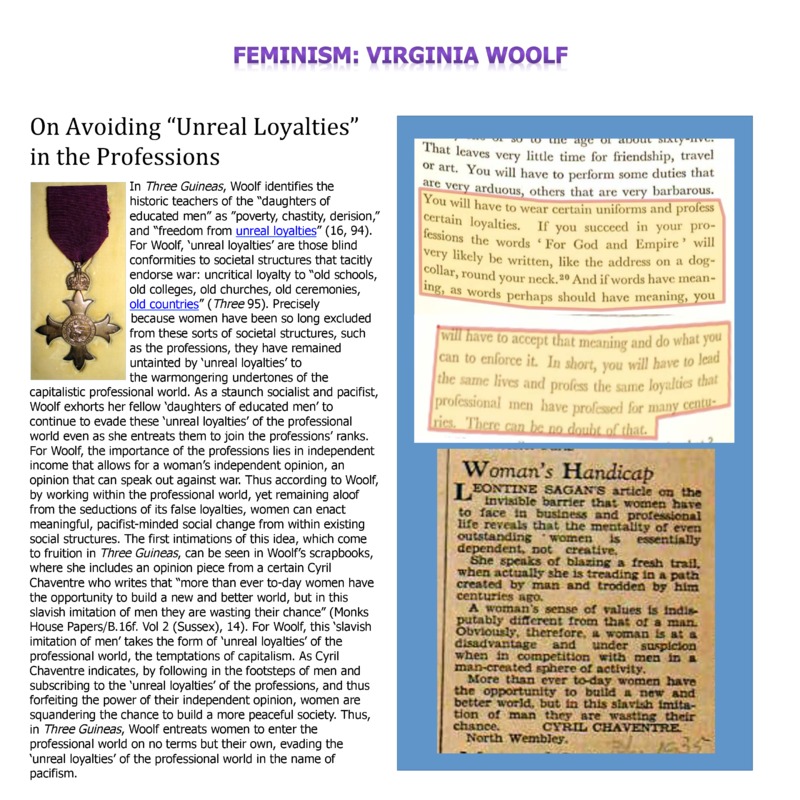 FEMINISM: VIRGINIA WOOLF
On Avoiding “Unreal Loyalties”
in the Professions
In Three Guineas, Woolf identifies the
historic teachers of the “daughters of
educated men” as ”poverty, chastity, derision,”
and “freedom from unreal loyalties” (16, 94).
For Woolf, ‘unreal loyalties’ are those blind
conformities to societal structures that tacitly
endorse war: uncritical loyalty to “old schools,
old colleges, old churches, old ceremonies,
old countries” (Three 95). Precisely
because women have been so long excluded
from these sorts of societal structures, such
as the professions, they have remained
untainted by ‘unreal loyalties’ to
the warmongering undertones of the
capitalistic professional world. As a staunch socialist and pacifist,
Woolf exhorts her fellow ‘daughters of educated men’ to
continue to evade these ‘unreal loyalties’ of the professional
world even as she entreats them to join the professions’ ranks.
For Woolf, the importance of the professions lies in independent
income that allows for a woman’s independent opinion, an
opinion that can speak out against war. Thus according to Woolf,
by working within the professional world, yet remaining aloof
from the seductions of its false loyalties, women can enact
meaningful, pacifist-minded social change from within existing
social structures. The first intimations of this idea, which come
to fruition in Three Guineas, can be seen in Woolf’s scrapbooks,
where she includes an opinion piece from a certain Cyril
Chaventre who writes that “more than ever to-day women have
the opportunity to build a new and better world, but in this
slavish imitation of men they are wasting their chance” (Monks
House Papers/B.16f. Vol 2 (Sussex), 14). For Woolf, this ‘slavish
imitation of men’ takes the form of ‘unreal loyalties’ of the
professional world, the temptations of capitalism. As Cyril
Chaventre indicates, by following in the footsteps of men and
subscribing to the ‘unreal loyalties’ of the professions, and thus
forfeiting the power of their independent opinion, women are
squandering the chance to build a more peaceful society. Thus,
in Three Guineas, Woolf entreats women to enter the
professional world on no terms but their own, evading the
‘unreal loyalties’ of the professional world in the name of
pacifism.
or so to the age of about sixty-five.
That leaves very little time for friendship, travel
or art. You will have to perform some duties that
are very arduous, others that are very barbarous.
You will have to wear certain uniforms and profess
certain loyalties. If you succeed in your pro-
fessions the words ‘ For God and Empire ’ will
very likely be written, like the address on a dog-
collar, round your neck.²⁰ And if words have mean-
ing, as words perhaps should have meaning, you
will have to accept that meaning and do what you
can to enforce it. In short, you will have to lead
the same lives and profess the same loyalties that
professional men have professed for many centu-
ries. There can be no doubt of that.
Woman's Handicap
LEONTINE SAGAN'S article on the
invisible barrier that women have
to face in business and professional
life reveals that the mentality of even
outstanding women is essentially
dependent, not creative.
She speaks of blazing a fresh trail,
when actually she is treading in a path
created by man and trodden by him
centuries ago.
A woman's sense of values is indis-
putably different from that of a man.
Obviously, therefore, a woman is at a
disadvantage and under suspicion
when in competition with men in a
man-created sphere of activity.
More than ever to-day women have
the opportunity to build a new and
better world, but in this slavish imita-
tion of man they are wasting their
chance. CYRIL CHAVENTRE.
North Wembley.
1935